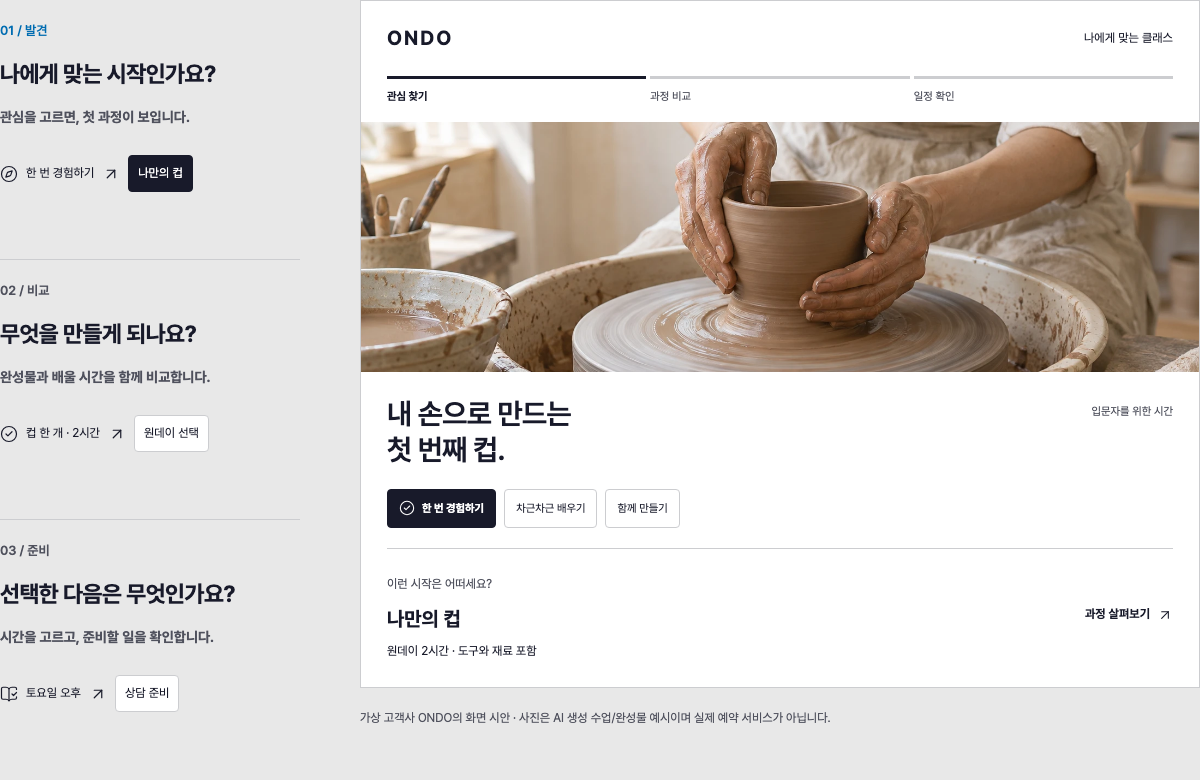 01 / 발견
나에게 맞는 시작인가요?
관심을 고르면, 첫 과정이 보입니다.
한 번 경험하기
나만의 컵
02 / 비교
무엇을 만들게 되나요?
완성물과 배울 시간을 함께 비교합니다.
컵 한 개 · 2시간
원데이 선택
03 / 준비
선택한 다음은 무엇인가요?
시간을 고르고, 준비할 일을 확인합니다.
토요일 오후
상담 준비
ONDO
나에게 맞는 클래스
관심 찾기
과정 비교
일정 확인
내 손으로 만드는
첫 번째 컵.
입문자를 위한 시간
한 번 경험하기
차근차근 배우기
함께 만들기
이런 시작은 어떠세요?
나만의 컵
원데이 2시간 · 도구와 재료 포함
과정 살펴보기
가상 고객사 ONDO의 화면 시안 · 사진은 AI 생성 수업/완성물 예시이며 실제 예약 서비스가 아닙니다.